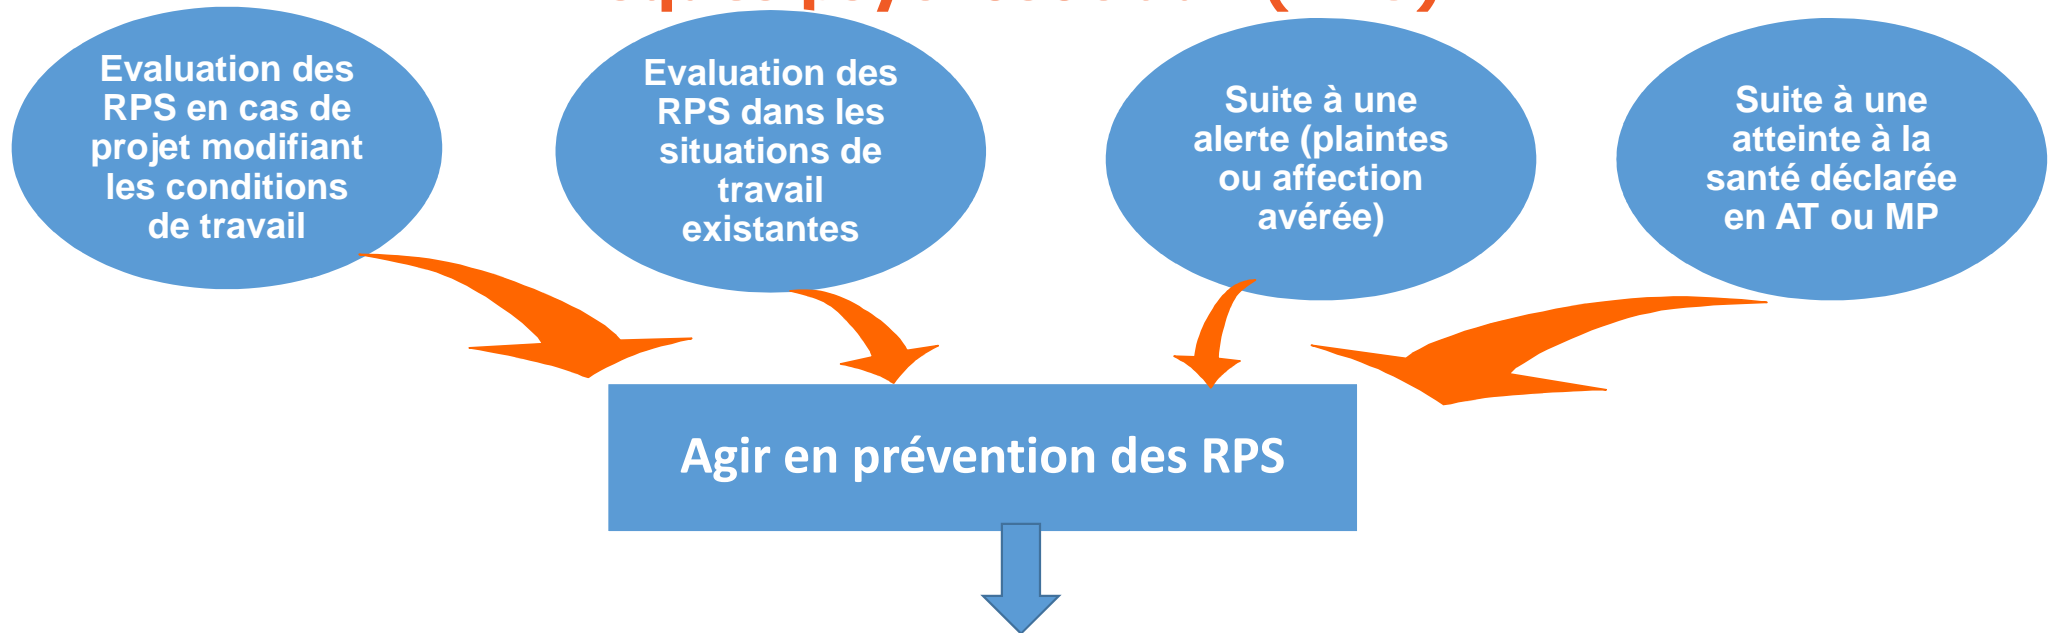 Evaluation des
RPS en cas de
projet modifiant
les conditions
de travail
Evaluation des
RPS dans les
situations de
travail
existantes
Suite à une
alerte (plaintes
ou affection
avérée)
Suite à une
atteinte à la
santé déclarée
en AT ou MP
Agir en prévention des RPS